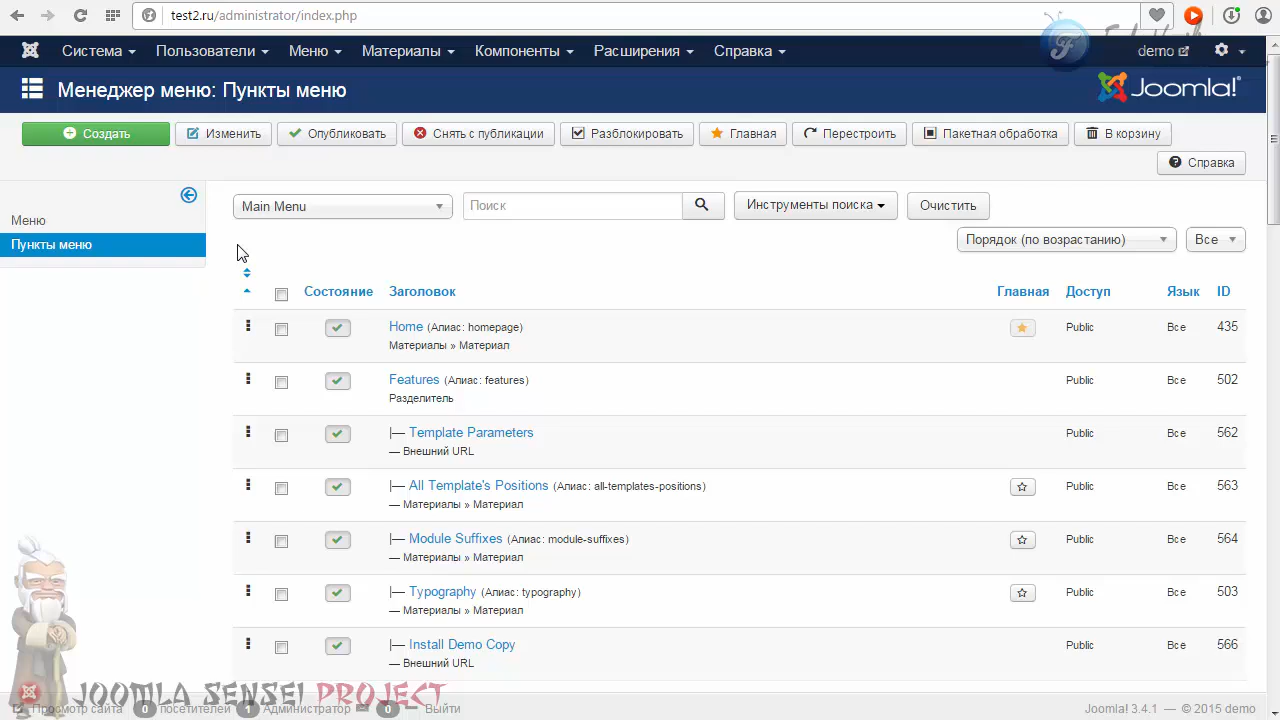 test2.ru/administrator/index.php
Система Пользователи Меню Материалы Компоненты Расширения Справка demo
Менеджер меню: Пункты меню Joomla!
Создать Изменить Опубликовать Снять с публикации Разблокировать Главная Перестроить Пакетная обработка В корзину
Справка
Main Menu Поиск Инструменты поиска Очистить
Меню
Пункты меню
Порядок (по возрастанию) Все
Состояние Заголовок Главная Доступ Язык ID
Home (Алиас: homepage) Public Все 435
Материалы » Материал
Features (Алиас: features) Public Все 502
Разделитель
|— Template Parameters Public Все 562
— Внешний URL
|— All Template's Positions (Алиас: all-templates-positions) Public Все 563
— Материалы » Материал
|— Module Suffixes (Алиас: module-suffixes) Public Все 564
— Материалы » Материал
|— Typography (Алиас: typography) Public Все 503
— Материалы » Материал
|— Install Demo Copy Public Все 566
— Внешний URL
JOOMLA SENSEI PROJECT
Просмотр сайта 0 посетителей 1 Администратор 0 Выйти Joomla! 3.4.1 — © 2015 demo